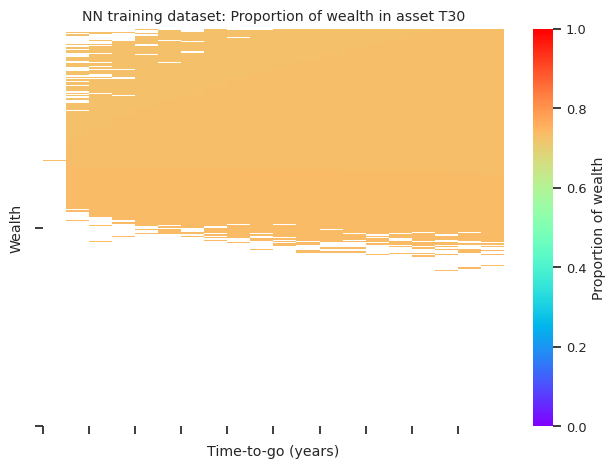 NN training dataset: Proportion of wealth in asset T30
Wealth
Time-to-go (years)
1.0
0.8
0.6
0.4
0.2
0.0
Proportion of wealth